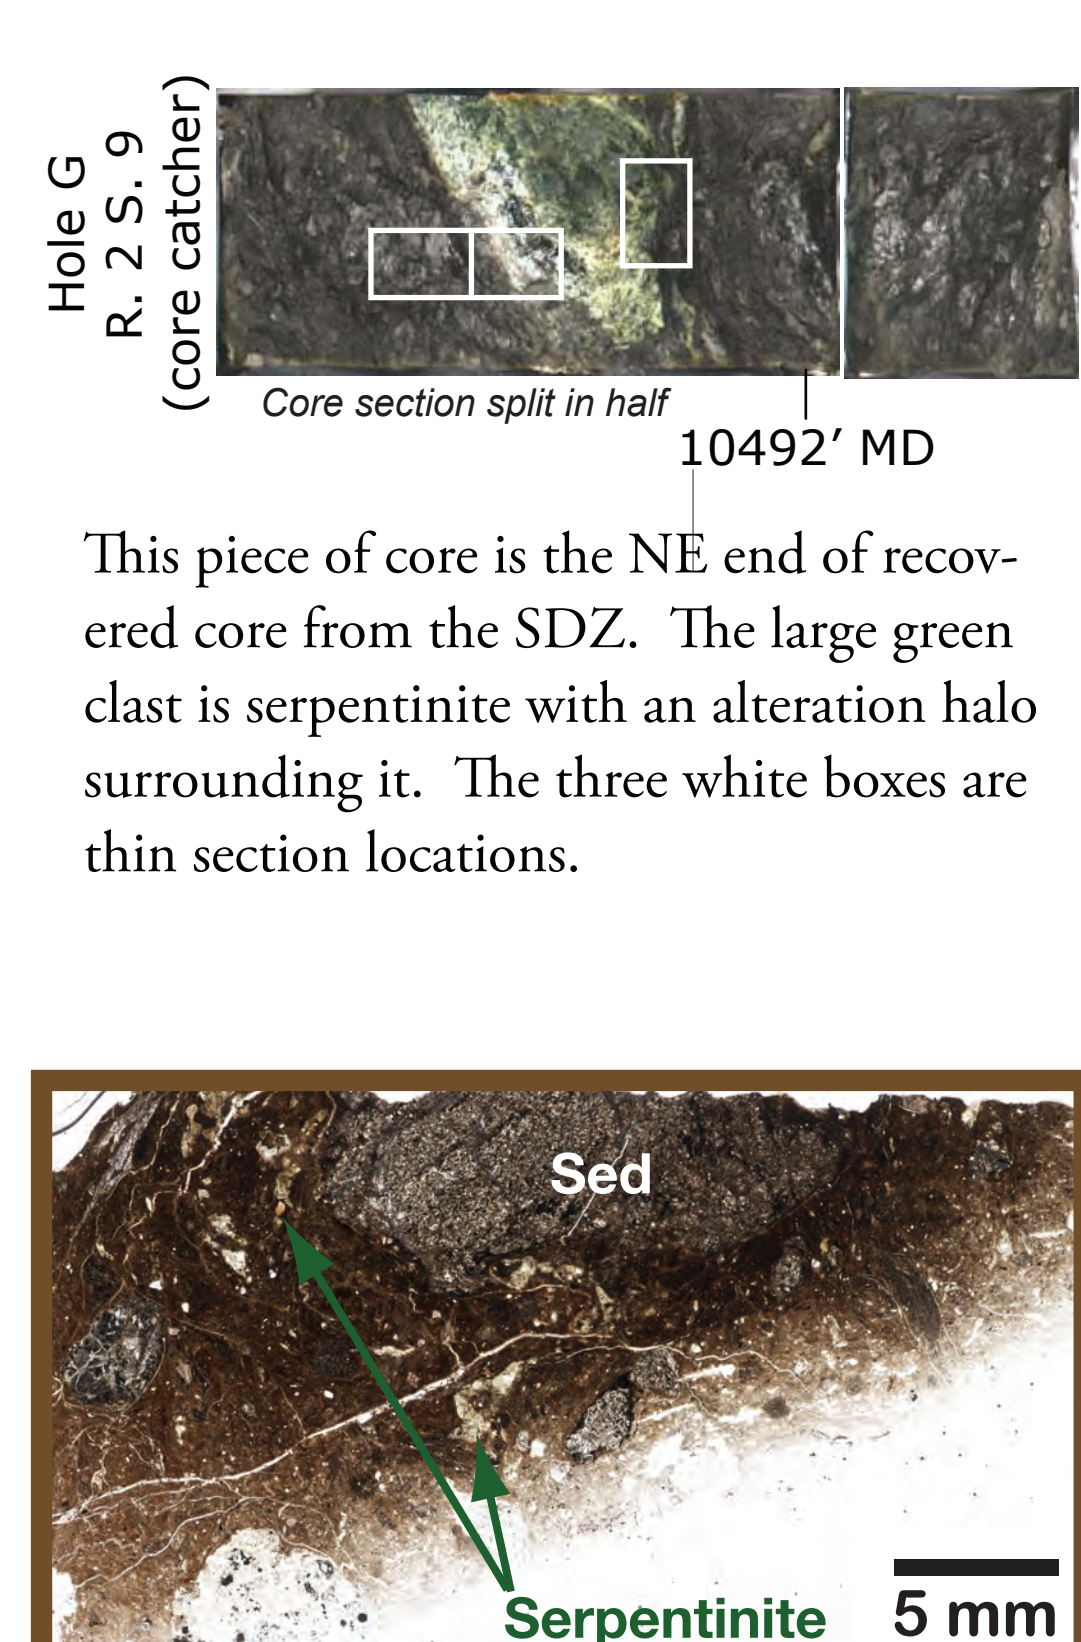 Hole G
R. 2 S. 9
(core catcher)
Core section split in half
10492’ MD
This piece of core is the NE end of recov-
ered core from the SDZ.  The large green
clast is serpentinite with an alteration halo
surrounding it.  The three white boxes are
thin section locations.
Sed
Serpentinite
5 mm